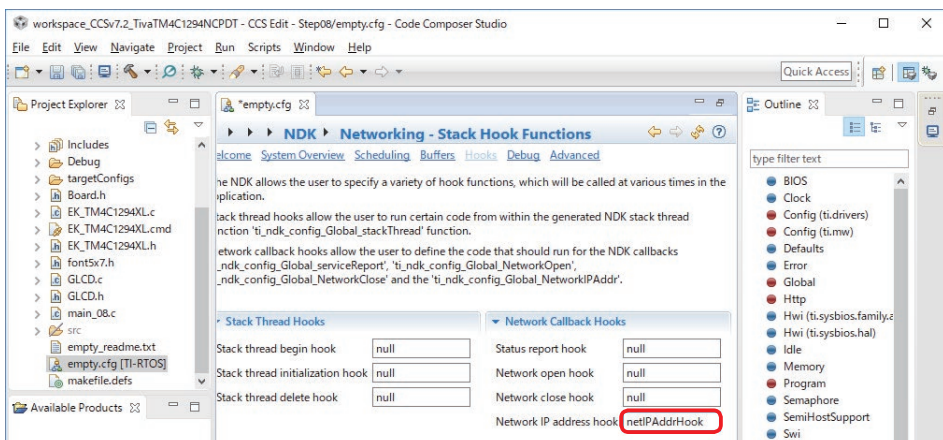 workspace_CCSv7.2_TivaTM4C1294NCPDT - CCS Edit - Step08/empty.cfg - Code Composer Studio
File Edit View Navigate Project Run Scripts Window Help
Quick Access
Project Explorer
Includes
Debug
targetConfigs
Board.h
EK_TM4C1294XL.c
EK_TM4C1294XL.cmd
EK_TM4C1294XL.h
font5x7.h
GLCD.c
GLCD.h
main_08.c
src
empty_readme.txt
empty.cfg [TI-RTOS]
makefile.defs
Available Products
*empty.cfg
NDK Networking - Stack Hook Functions
elcome System Overview Scheduling Buffers Hooks Debug Advanced
he NDK allows the user to specify a variety of hook functions, which will be called at various times in the
plication.
tack thread hooks allow the user to run certain code from within the generated NDK stack thread
nction 'ti_ndk_config_Global_stackThread' function.
etwork callback hooks allow the user to define the code that should run for the NDK callbacks
_ndk_config_Global_serviceReport', 'ti_ndk_config_Global_NetworkOpen',
_ndk_config_Global_NetworkClose' and the 'ti_ndk_config_Global_NetworkIPAddr'.
Stack Thread Hooks
Stack thread begin hook null
Stack thread initialization hook null
Stack thread delete hook null
Network Callback Hooks
Status report hook null
Network open hook null
Network close hook null
Network IP address hook netIPAddrHook
Outline
type filter text
BIOS
Clock
Config (ti.drivers)
Config (ti.mw)
Defaults
Error
Global
Http
Hwi (ti.sysbios.family.a
Hwi (ti.sysbios.hal)
Idle
Memory
Program
Semaphore
SemiHostSupport
Swi